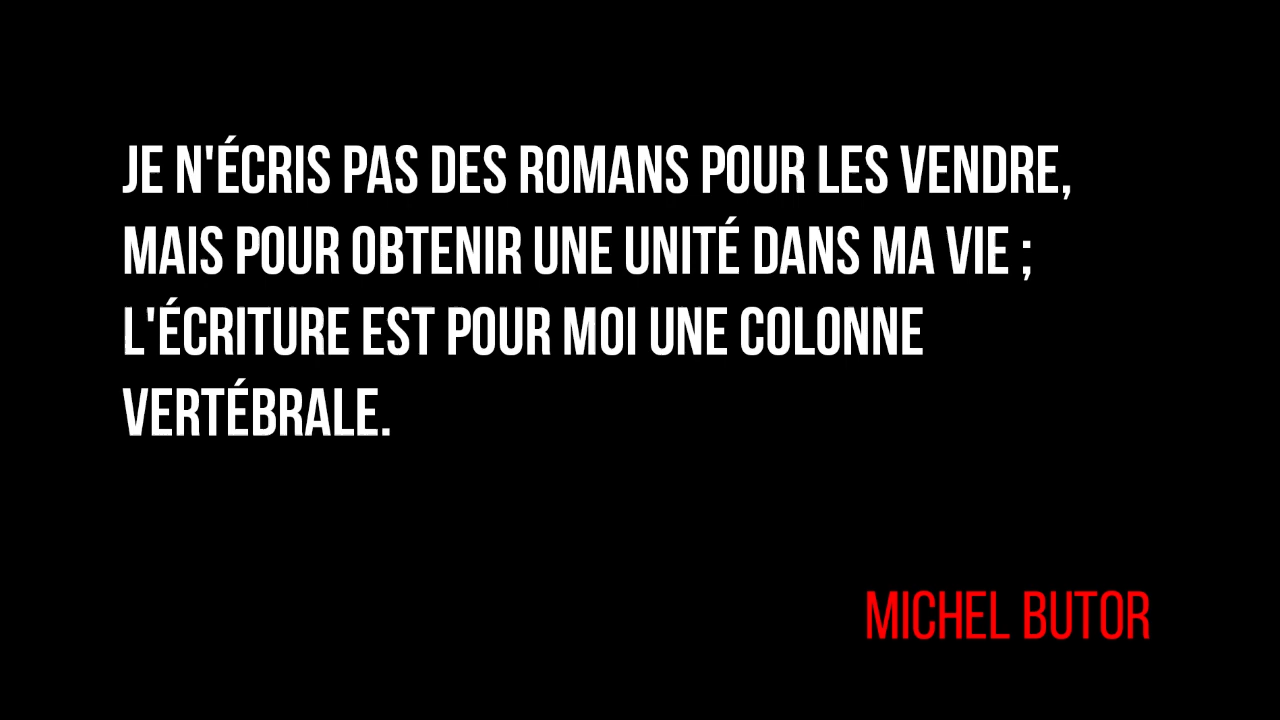 JE N'ÉCRIS PAS DES ROMANS POUR LES VENDRE,
MAIS POUR OBTENIR UNE UNITÉ DANS MA VIE ;
L'ÉCRITURE EST POUR MOI UNE COLONNE
VERTÉBRALE.
MICHEL BUTOR